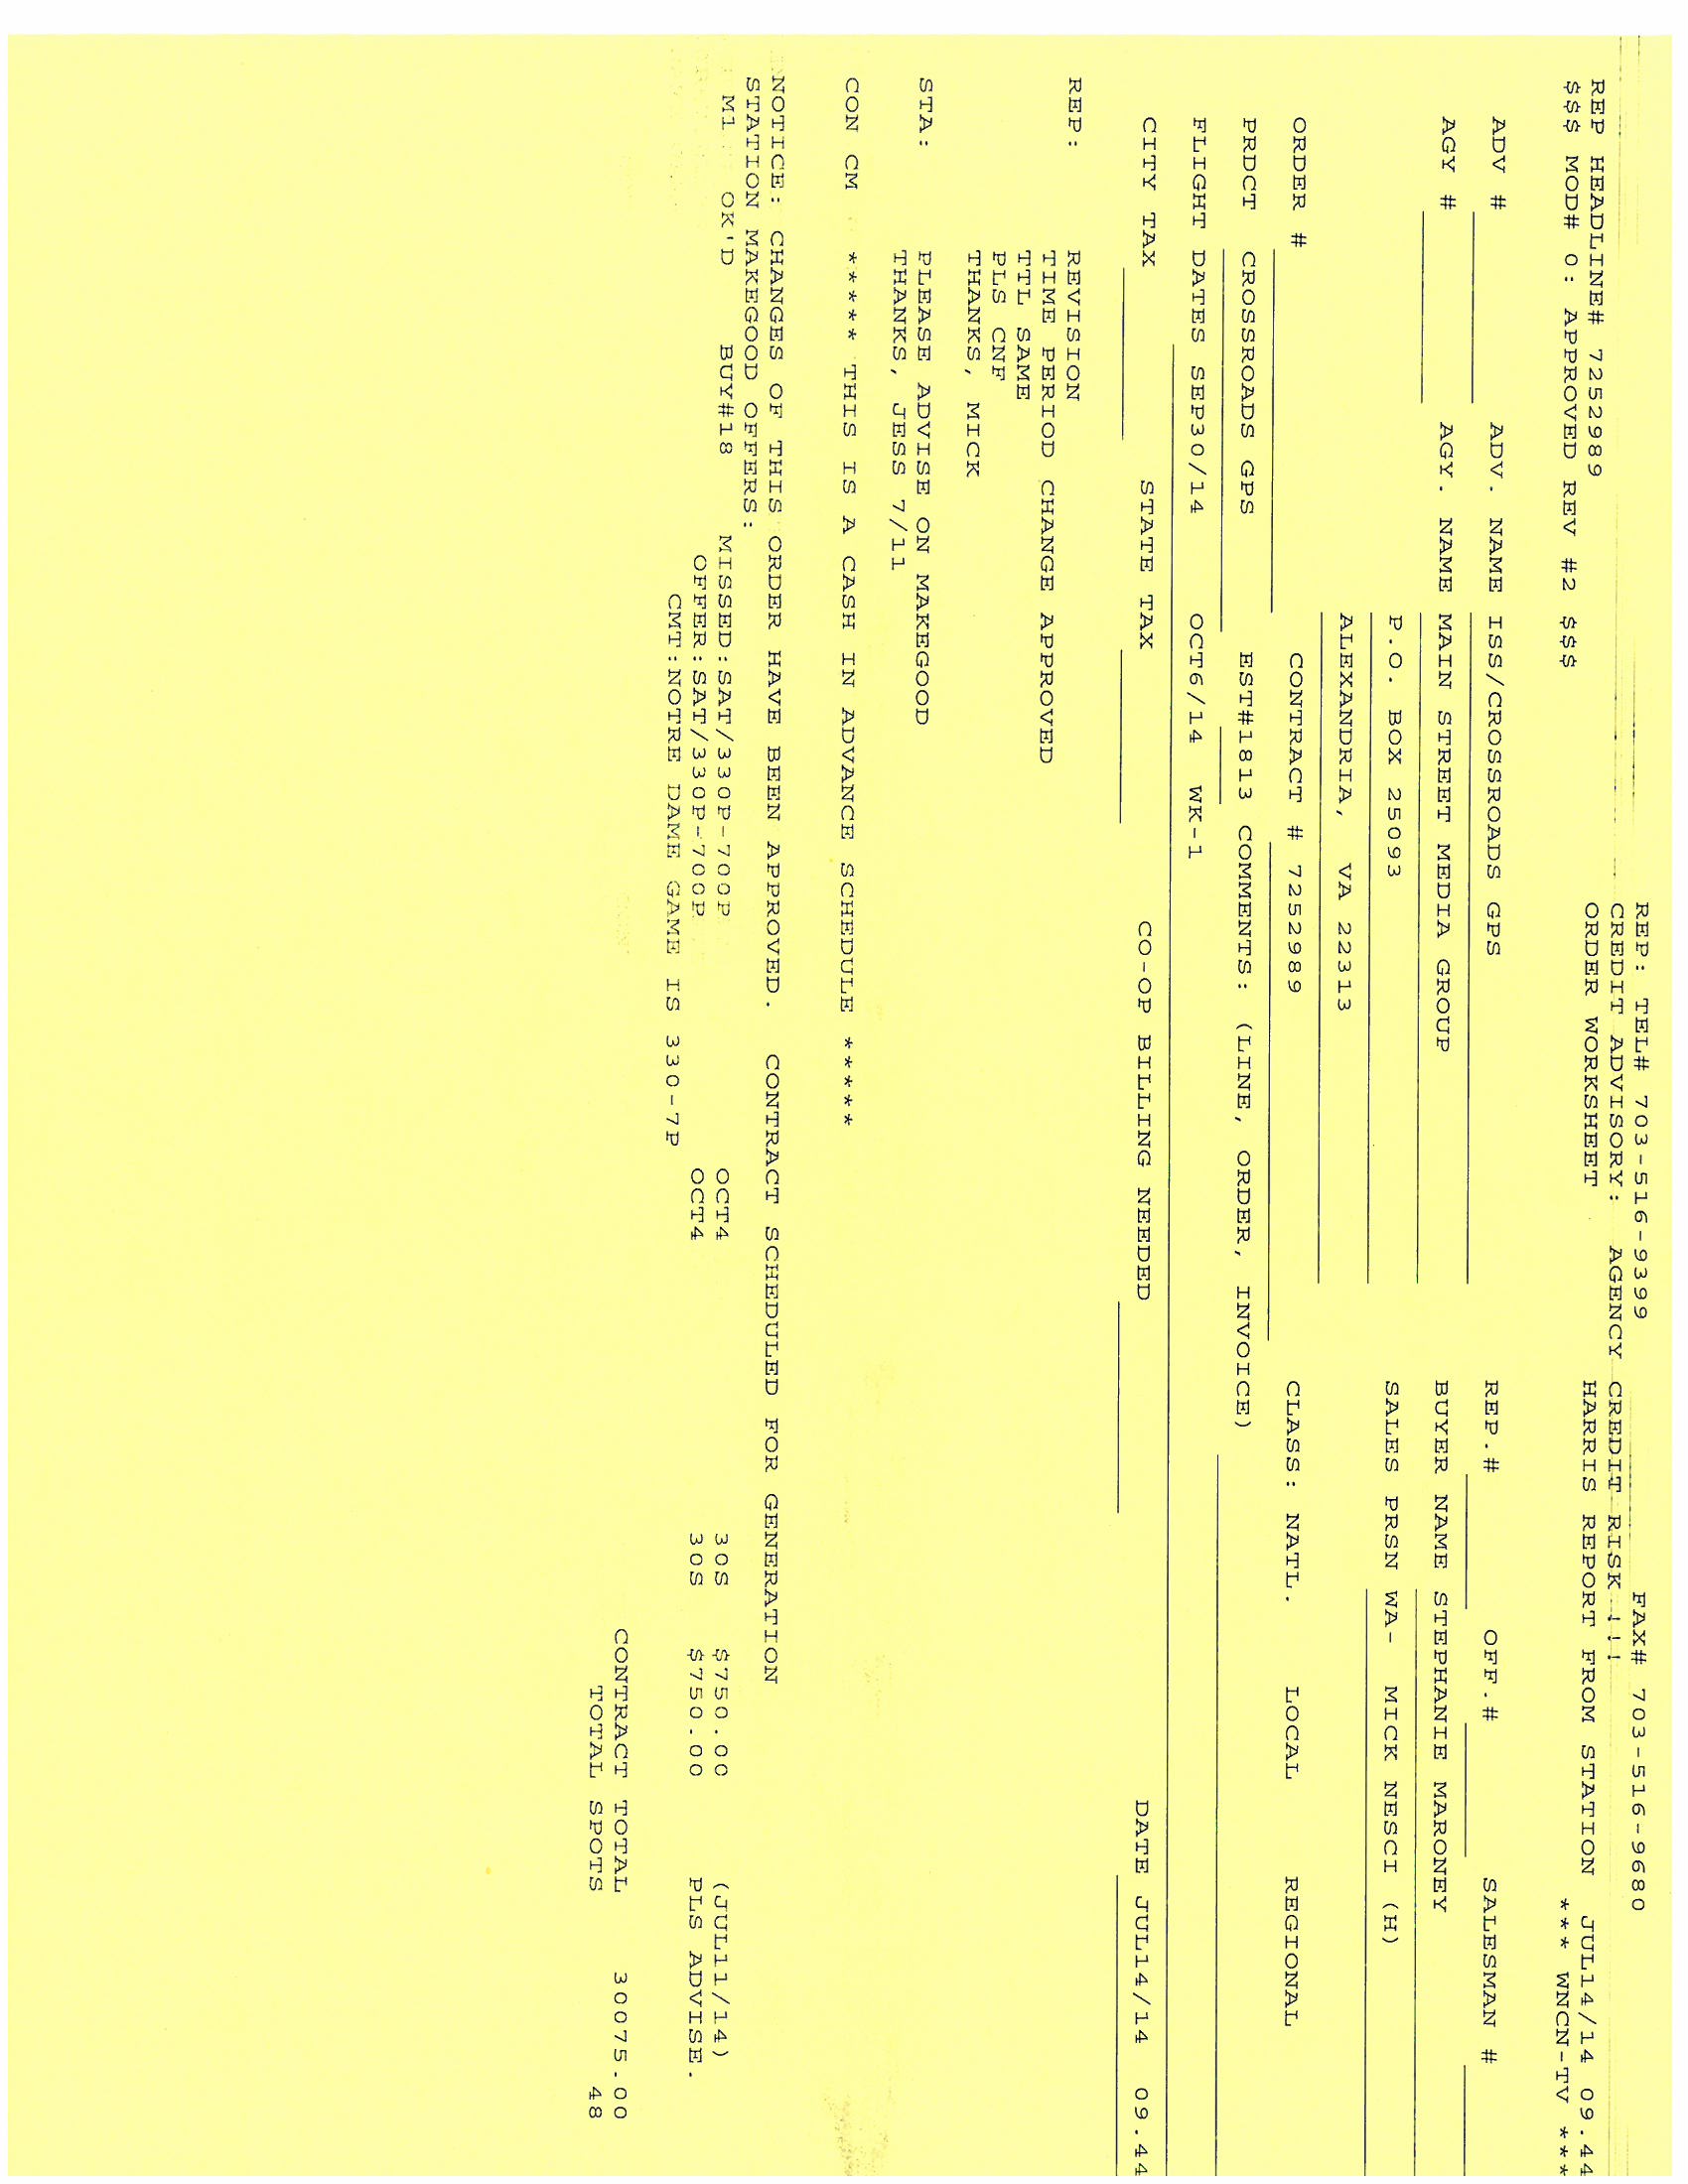 REP: TEL# 703-516-9399 FAX# 703-516-9680
CREDIT ADVISORY: AGENCY CREDIT RISK !!!
REP HEADLINE# 7252989 ORDER WORKSHEET HARRIS REPORT FROM STATION JUL14/14 09.44
$$$ MOD# 0: APPROVED REV #2 $$$ *** WNCN-TV ***
ADV # ADV. NAME ISS/CROSSROADS GPS REP.# OFF.# SALESMAN #
AGY # AGY. NAME MAIN STREET MEDIA GROUP BUYER NAME STEPHANIE MARONEY
P.O. BOX 25093 SALES PRSN WA- MICK NESCI (H)
ALEXANDRIA, VA 22313
ORDER # CONTRACT # 7252989 CLASS: NATL. LOCAL REGIONAL
PRDCT CROSSROADS GPS EST#1813 COMMENTS: (LINE, ORDER, INVOICE)
FLIGHT DATES SEP30/14 OCT6/14 WK-1
CITY TAX STATE TAX CO-OP BILLING NEEDED DATE JUL14/14 09.44
REP: REVISION
TIME PERIOD CHANGE APPROVED
TTL SAME
PLS CNF
THANKS, MICK
STA: PLEASE ADVISE ON MAKEGOOD
THANKS, JESS 7/11
CON CM ***** THIS IS A CASH IN ADVANCE SCHEDULE *****
NOTICE: CHANGES OF THIS ORDER HAVE BEEN APPROVED. CONTRACT SCHEDULED FOR GENERATION
STATION MAKEGOOD OFFERS:
M1 OK'D BUY#18 MISSED:SAT/330P-700P OCT4 30S $750.00 (JUL11/14)
OFFER:SAT/330P-700P OCT4 30S $750.00 PLS ADVISE.
CMT:NOTRE DAME GAME IS 330-7P
CONTRACT TOTAL 30075.00
TOTAL SPOTS 48